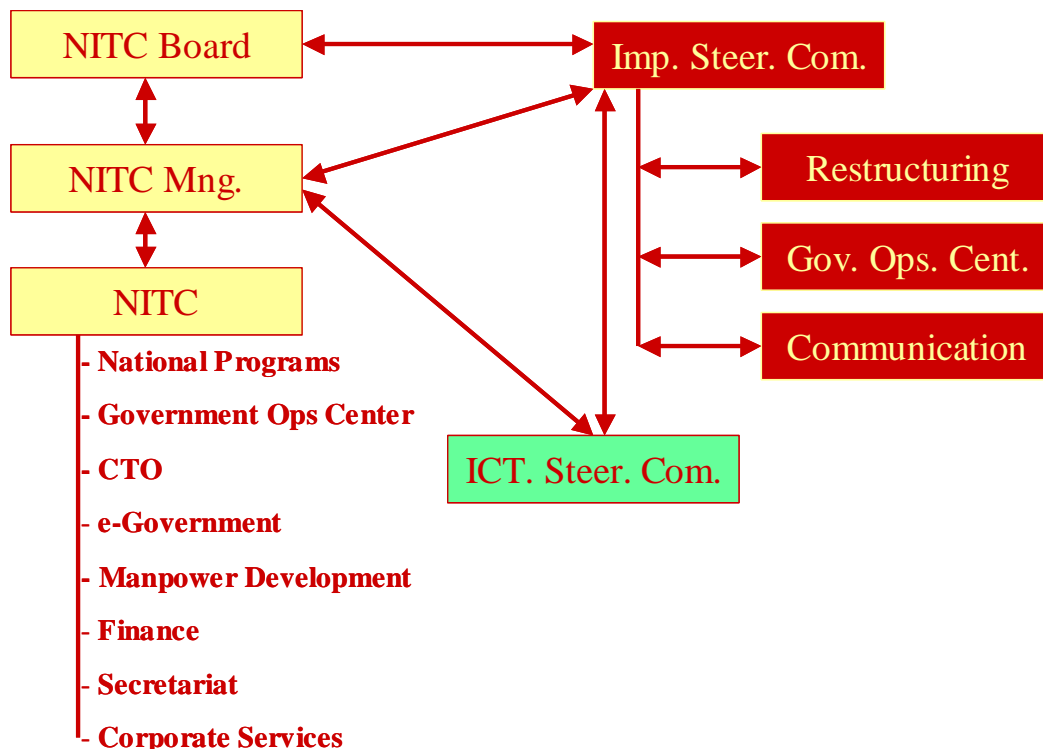 NITC Board
Imp. Steer. Com.
NITC Mng.
Restructuring
Gov. Ops. Cent.
NITC
Communication
- National Programs
- Government Ops Center
- CTO
- e-Government
- Manpower Development
- Finance
- Secretariat
- Corporate Services
ICT. Steer. Com.